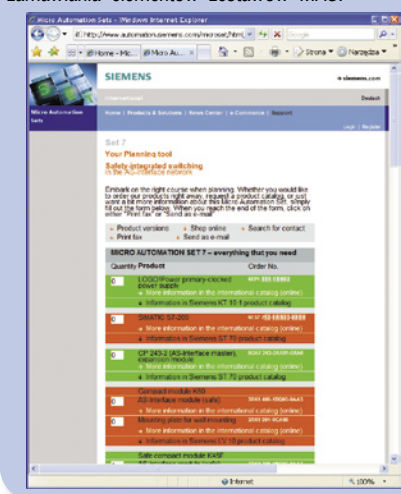 Micro Automation Sets - Windows Internet Explorer
Home - Mic...
Micro Au...
Strona
Narzędzia
SIEMENS
siemens.com
International
Deutsch
Micro Automation
Sets
Home | Products & Solutions | News Center | e-Commerce | Support
Login | Register
Set 7
Your Planning tool
Safety-integrated switching
in the AS-Interface network
Embark on the right course when planning. Whether you would like
to order our products right away, request a product catalog, or just
want a bit more information about this Micro Automation Set, simply
fill out the form below. When you reach the end of the form, click on
either "Print fax" or "Send as e-mail".
Product versions Shop online Search for contact
Print fax Send as e-mail
MICRO AUTOMATION SET 7 – everything that you need
Quantity Product Order No.
0 LOGO!Power primary-clocked
power supply
More information in the international catalog (online)
Information in Siemens KT 10.1 product catalog
0 SIMATIC S7-200
More information in the international catalog (online)
Information in Siemens ST 70 product catalog
0 CP 243-2 (AS-Interface master),
expansion module
More information in the international catalog (online)
Information in Siemens ST 70 product catalog
Compact module K60
0 AS-Interface module (safe)
More information in the international catalog (online)
0 Mounting plate for wall mounting
More information in the international catalog (online)
Information in Siemens LV 10 product catalog
Safe compact module K45F
0
Internet
100%